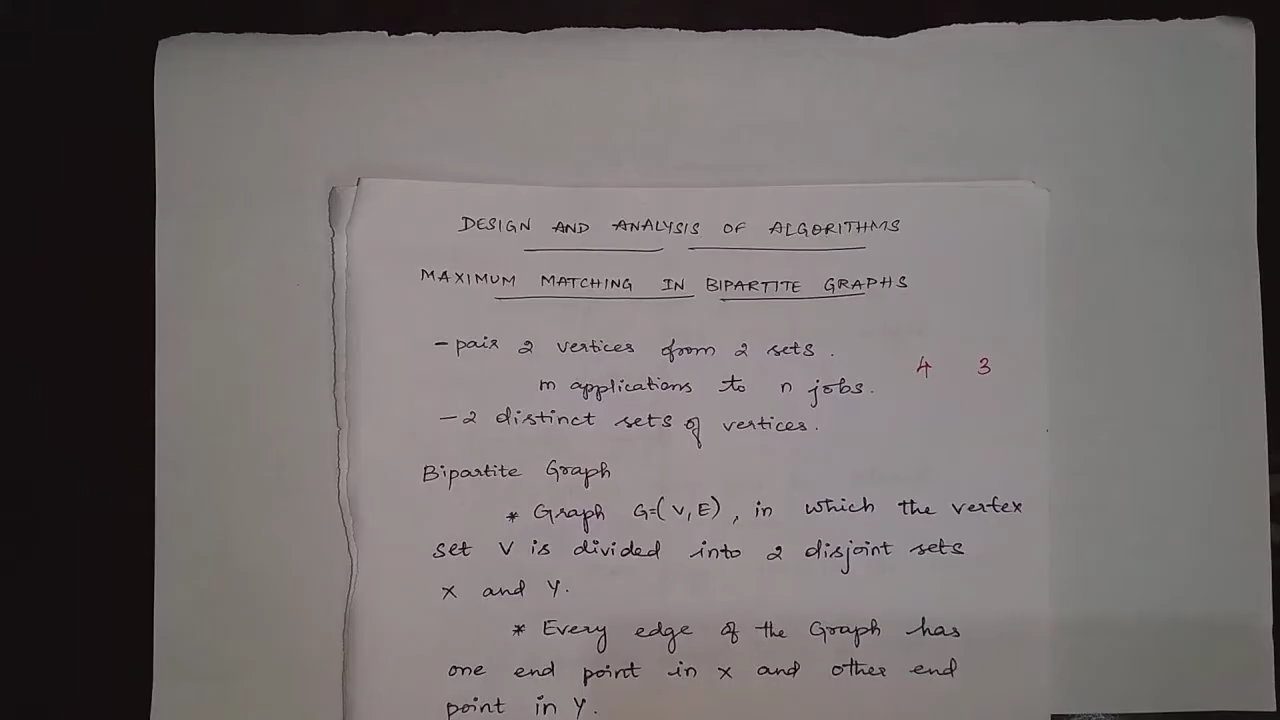 DESIGN AND ANALYSIS OF ALGORITHMS
MAXIMUM MATCHING IN BIPARTITE GRAPHS
- pair 2 vertices from 2 sets.
m applications to n jobs. 4 3
- 2 distinct sets of vertices.
Bipartite Graph
* Graph G=(V,E), in which the vertex
set V is divided into 2 disjoint sets
X and Y.
* Every edge of the Graph has
one end point in X and other end
point in Y.